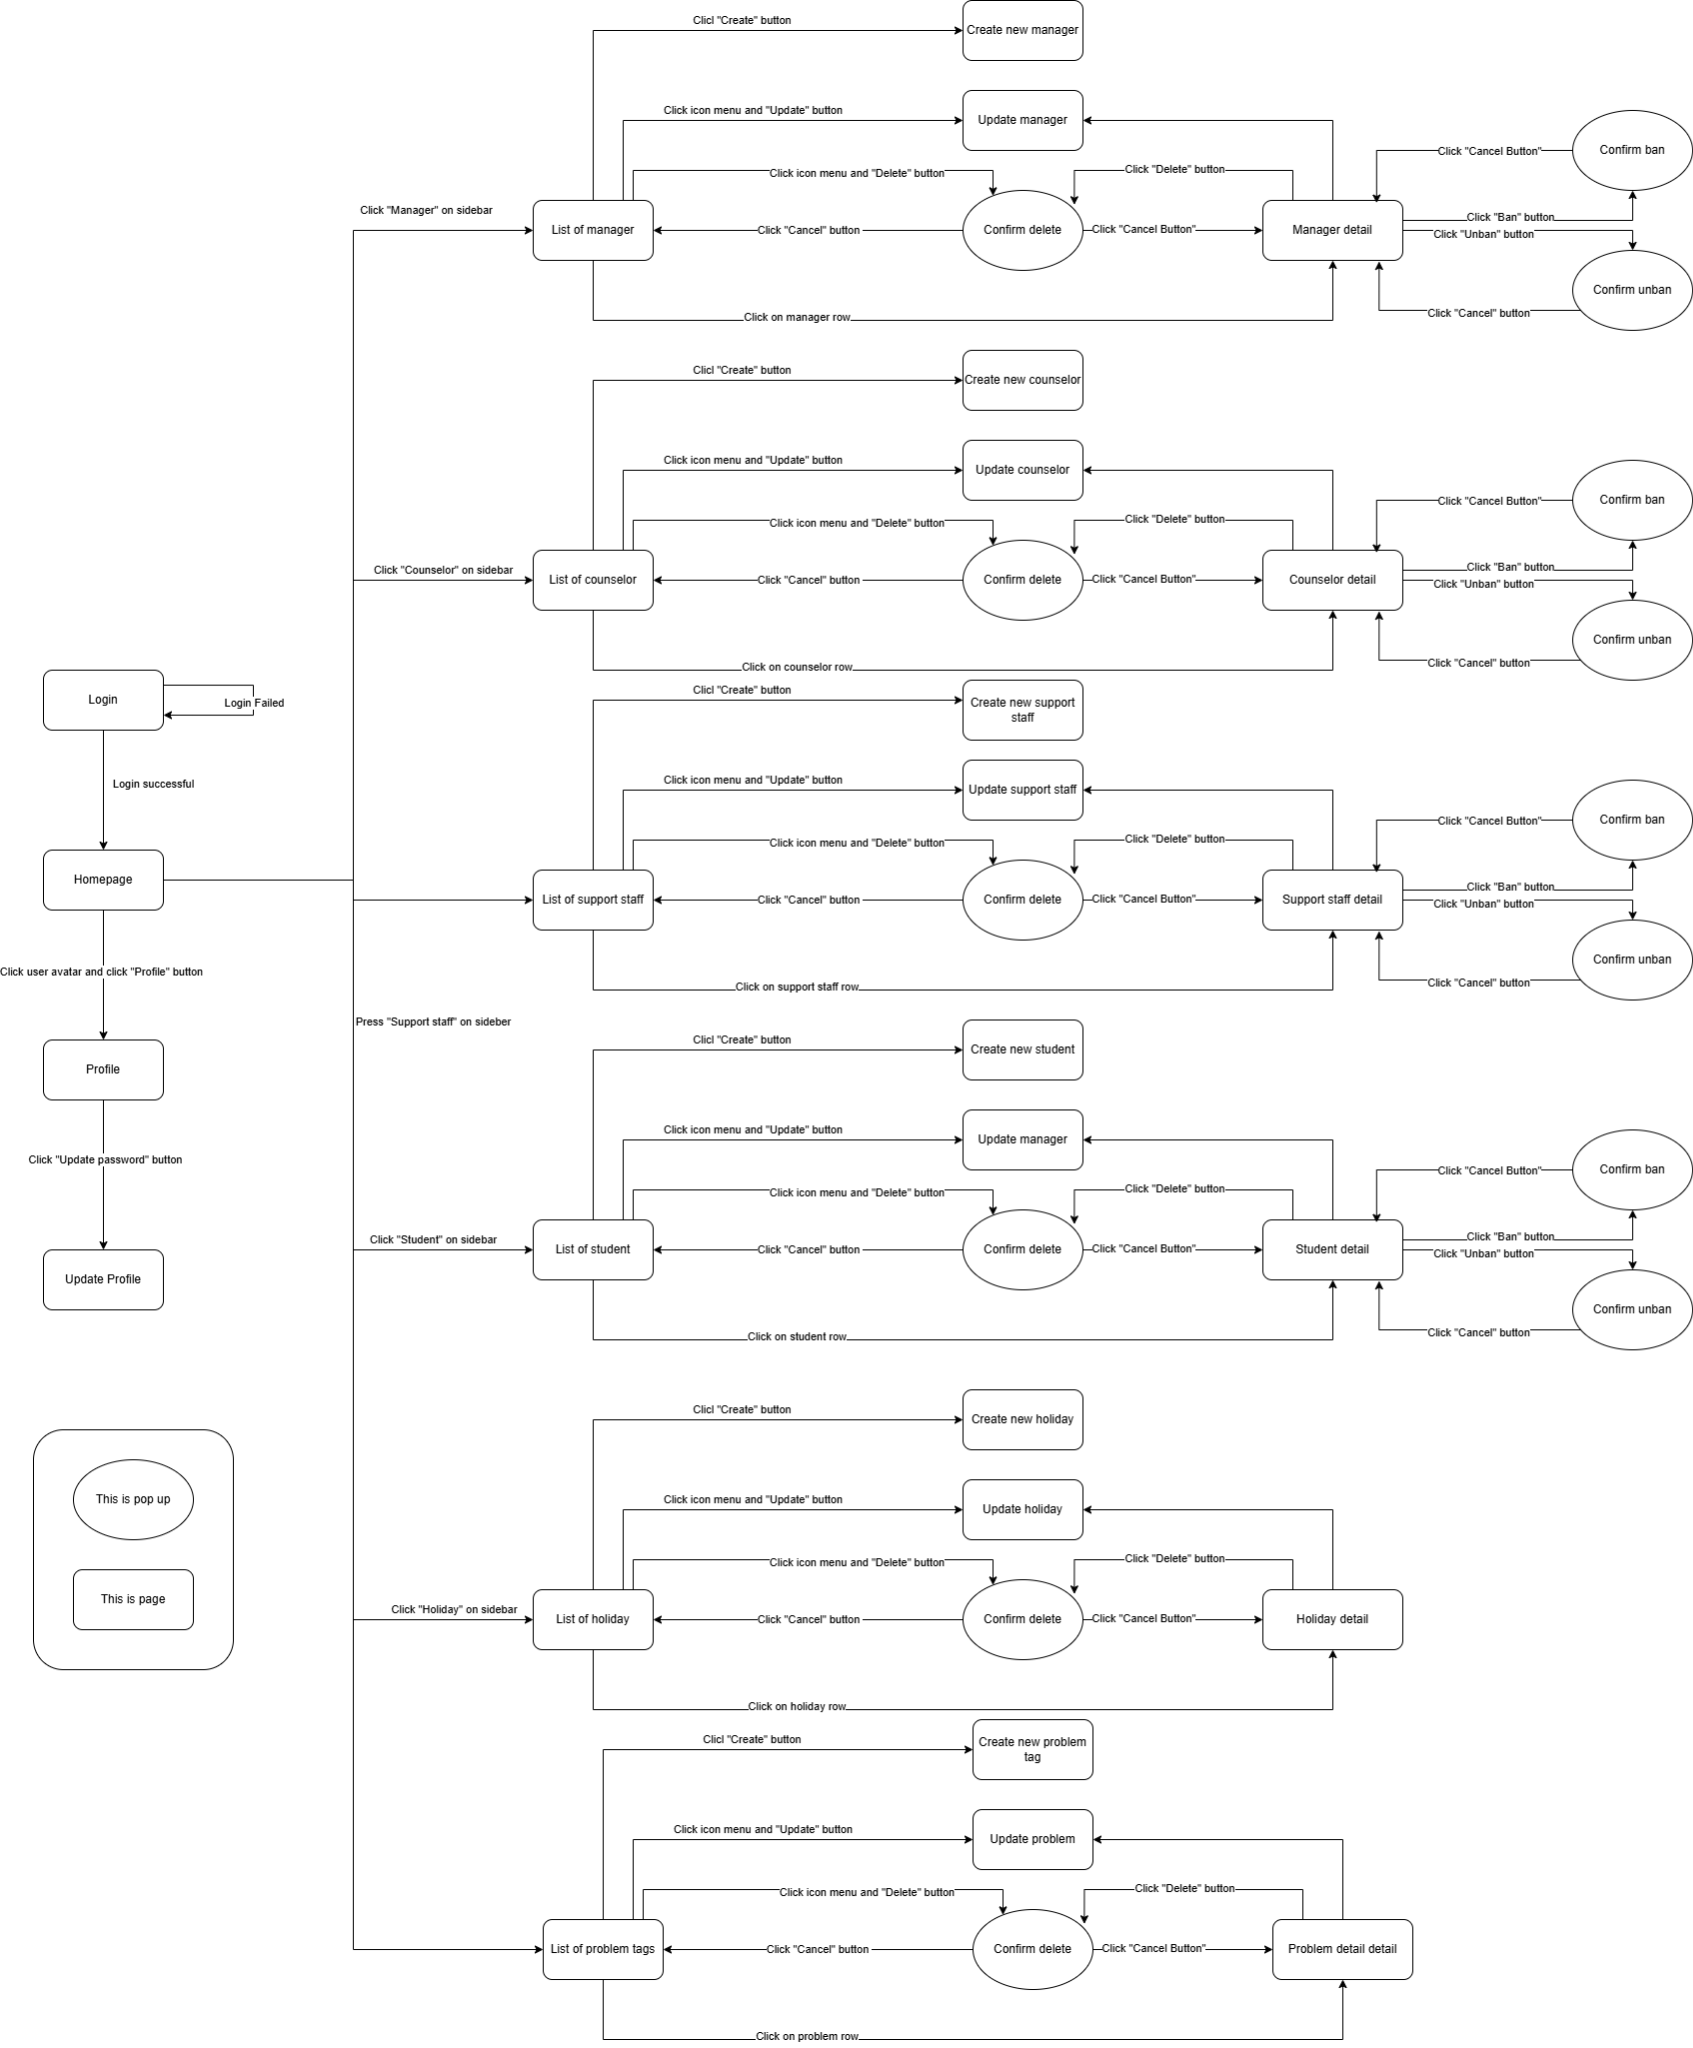 Clicl "Create" button
Create new manager
Click icon menu and "Update" button
Update manager
Click icon menu and "Delete" button
Click "Delete" button
Click "Cancel Button"
Confirm ban
Click "Manager" on sidebar
List of manager
Click "Cancel" button
Confirm delete
Click "Cancel Button"
Manager detail
Click "Ban" button
Click "Unban" button
Confirm unban
Click "Cancel" button
Click on manager row
Clicl "Create" button
Create new counselor
Click icon menu and "Update" button
Update counselor
Click icon menu and "Delete" button
Click "Delete" button
Click "Cancel Button"
Confirm ban
Click "Counselor" on sidebar
List of counselor
Click "Cancel" button
Confirm delete
Click "Cancel Button"
Counselor detail
Click "Ban" button
Click "Unban" button
Confirm unban
Click "Cancel" button
Click on counselor row
Login
Login Failed
Login successful
Homepage
Click user avatar and click "Profile" button
Profile
Click "Update password" button
Update Profile
Clicl "Create" button
Create new support
staff
Click icon menu and "Update" button
Update support staff
Click icon menu and "Delete" button
Click "Delete" button
Click "Cancel Button"
Confirm ban
List of support staff
Click "Cancel" button
Confirm delete
Click "Cancel Button"
Support staff detail
Click "Ban" button
Click "Unban" button
Confirm unban
Click "Cancel" button
Click on support staff row
Press "Support staff" on sideber
Clicl "Create" button
Create new student
Click icon menu and "Update" button
Update manager
Click icon menu and "Delete" button
Click "Delete" button
Click "Cancel Button"
Confirm ban
Click "Student" on sidebar
List of student
Click "Cancel" button
Confirm delete
Click "Cancel Button"
Student detail
Click "Ban" button
Click "Unban" button
Confirm unban
Click "Cancel" button
Click on student row
Clicl "Create" button
Create new holiday
Click icon menu and "Update" button
Update holiday
Click icon menu and "Delete" button
Click "Delete" button
Click "Holiday" on sidebar
List of holiday
Click "Cancel" button
Confirm delete
Click "Cancel Button"
Holiday detail
Click on holiday row
This is pop up
This is page
Clicl "Create" button
Create new problem
tag
Click icon menu and "Update" button
Update problem
Click icon menu and "Delete" button
Click "Delete" button
List of problem tags
Click "Cancel" button
Confirm delete
Click "Cancel Button"
Problem detail detail
Click on problem row